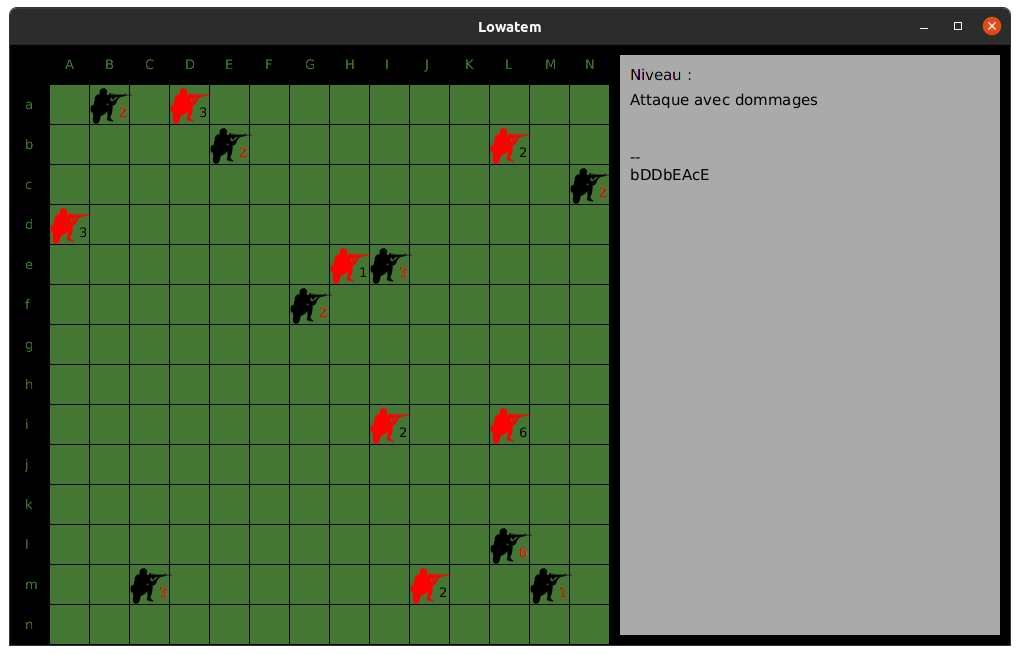 Lowatem
A B C D E F G H I J K L M N
a 2 3
b 2 2
c 2
d 3
e 1 3
f 2
g
h
i 2 6
j
k
l 6
m 3 2 1
n
Niveau :
Attaque avec dommages
--
bDDbEAcE